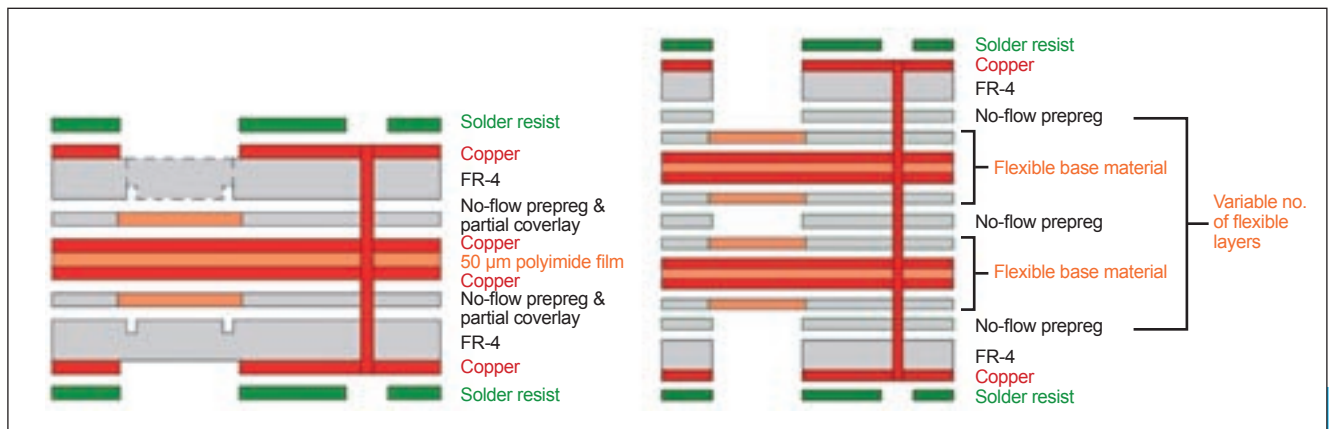 Solder resist
Copper
FR-4
No-flow prepreg &
partial coverlay
Copper
50 µm polyimide film
Copper
No-flow prepreg &
partial coverlay
FR-4
Copper
Solder resist
Solder resist
Copper
FR-4
No-flow prepreg
Flexible base material
No-flow prepreg
Flexible base material
No-flow prepreg
FR-4
Copper
Solder resist
Variable no.
of flexible
layers